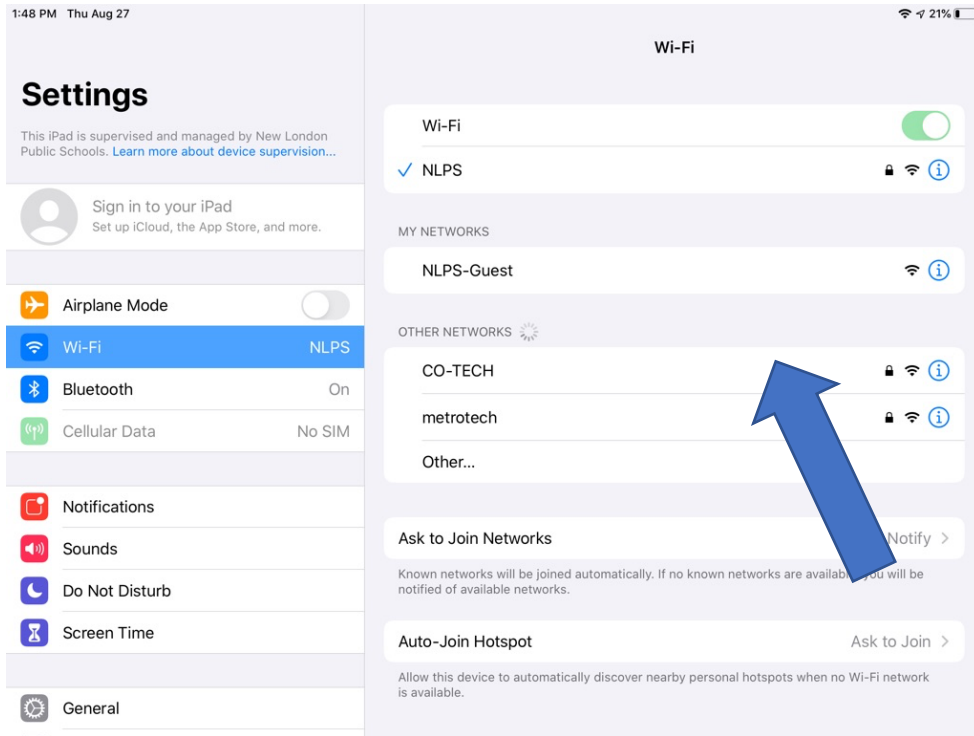 1:48 PM Thu Aug 27
21%
Settings
This iPad is supervised and managed by New London
Public Schools. Learn more about device supervision...
Sign in to your iPad
Set up iCloud, the App Store, and more.
Airplane Mode
Wi-Fi NLPS
Bluetooth On
Cellular Data No SIM
Notifications
Sounds
Do Not Disturb
Screen Time
General
Wi-Fi
Wi-Fi
NLPS
MY NETWORKS
NLPS-Guest
OTHER NETWORKS
CO-TECH
metrotech
Other...
Ask to Join Networks Notify
Known networks will be joined automatically. If no known networks are you will be
notified of available networks.
Auto-Join Hotspot Ask to Join
Allow this device to automatically discover nearby personal hotspots when no Wi-Fi network
is available.